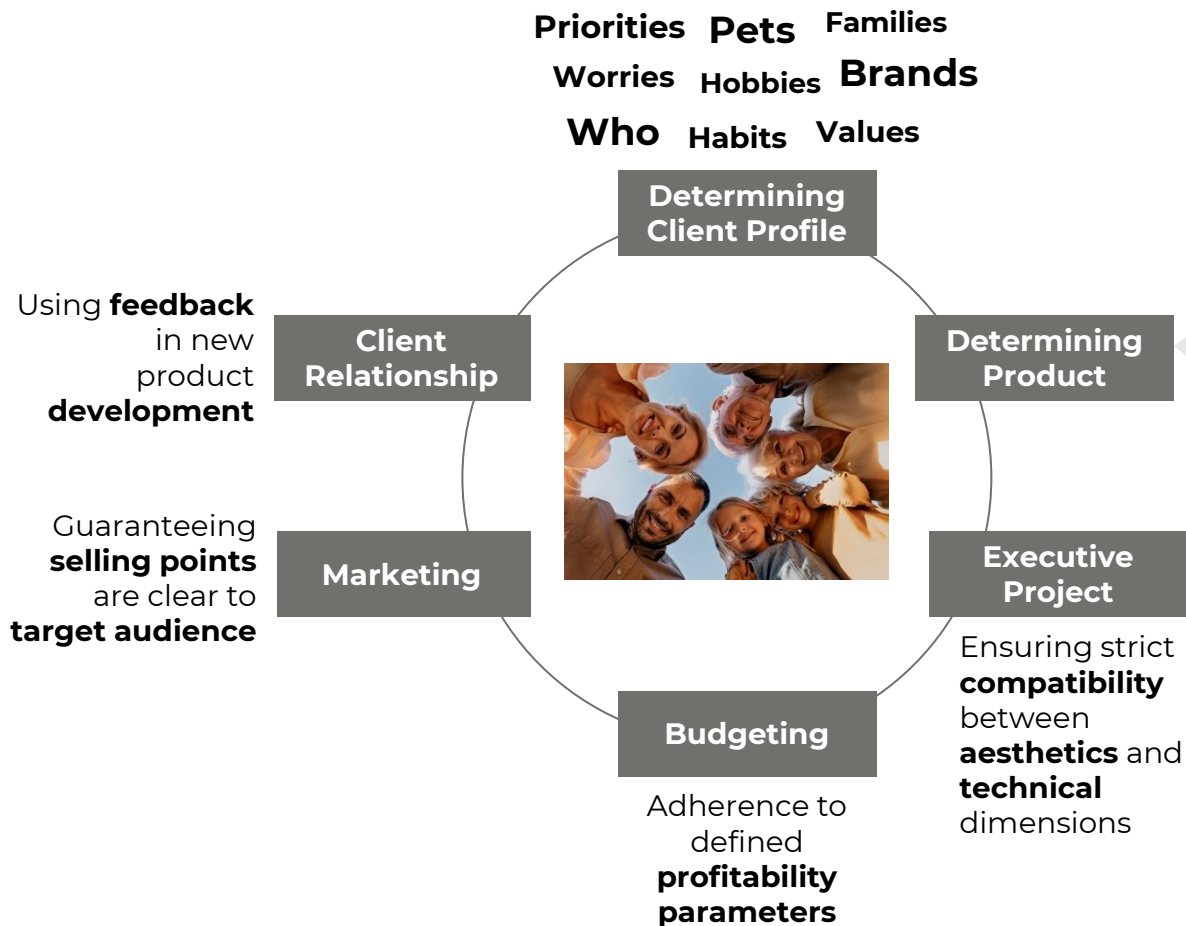 Priorities Pets Families
Worries Hobbies Brands
Who Habits Values
Determining
Client Profile
Using feedback
in new
product
development
Client
Relationship
Determining
Product
Guaranteeing
selling points
are clear to
target audience
Marketing
Executive
Project
Ensuring strict
compatibility
between
aesthetics and
technical
dimensions
Budgeting
Adherence to
defined
profitability
parameters